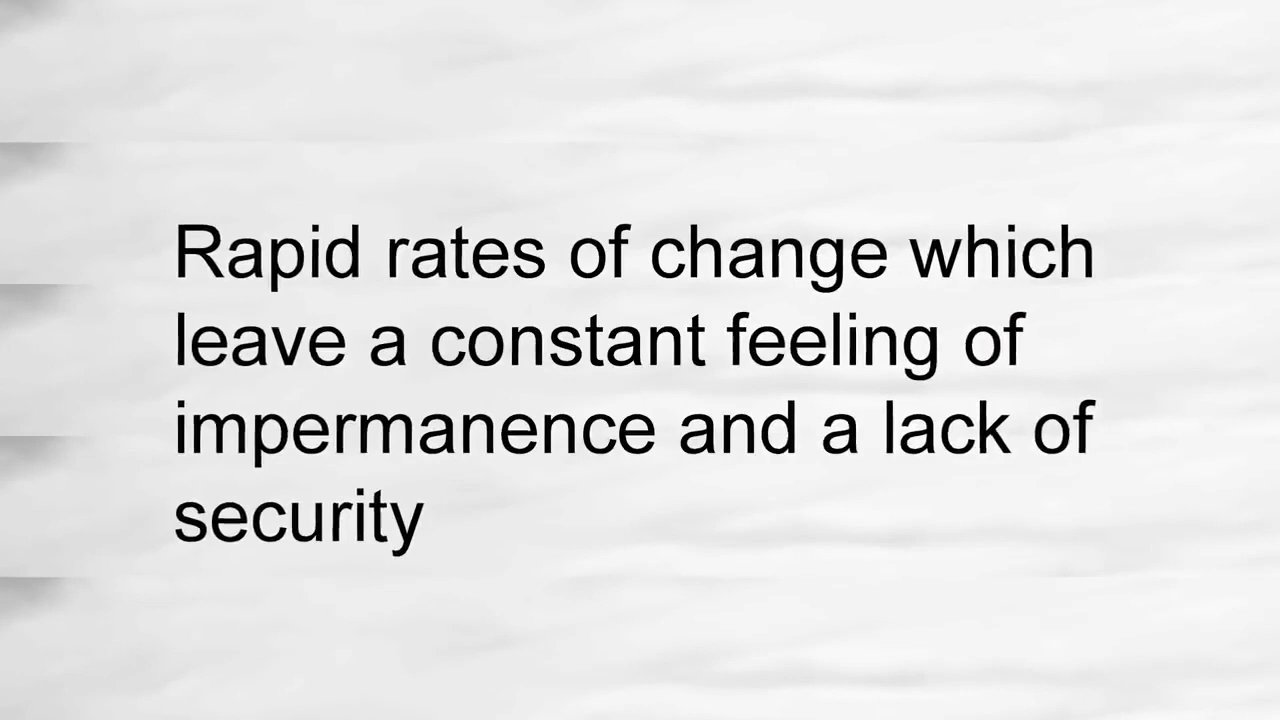 Rapid rates of change which
leave a constant feeling of
impermanence and a lack of
security